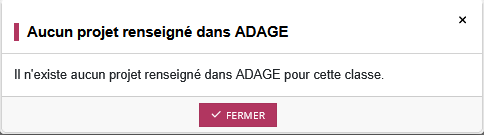 Aucun projet renseigné dans ADAGE
Il n'existe aucun projet renseigné dans ADAGE pour cette classe.
FERMER